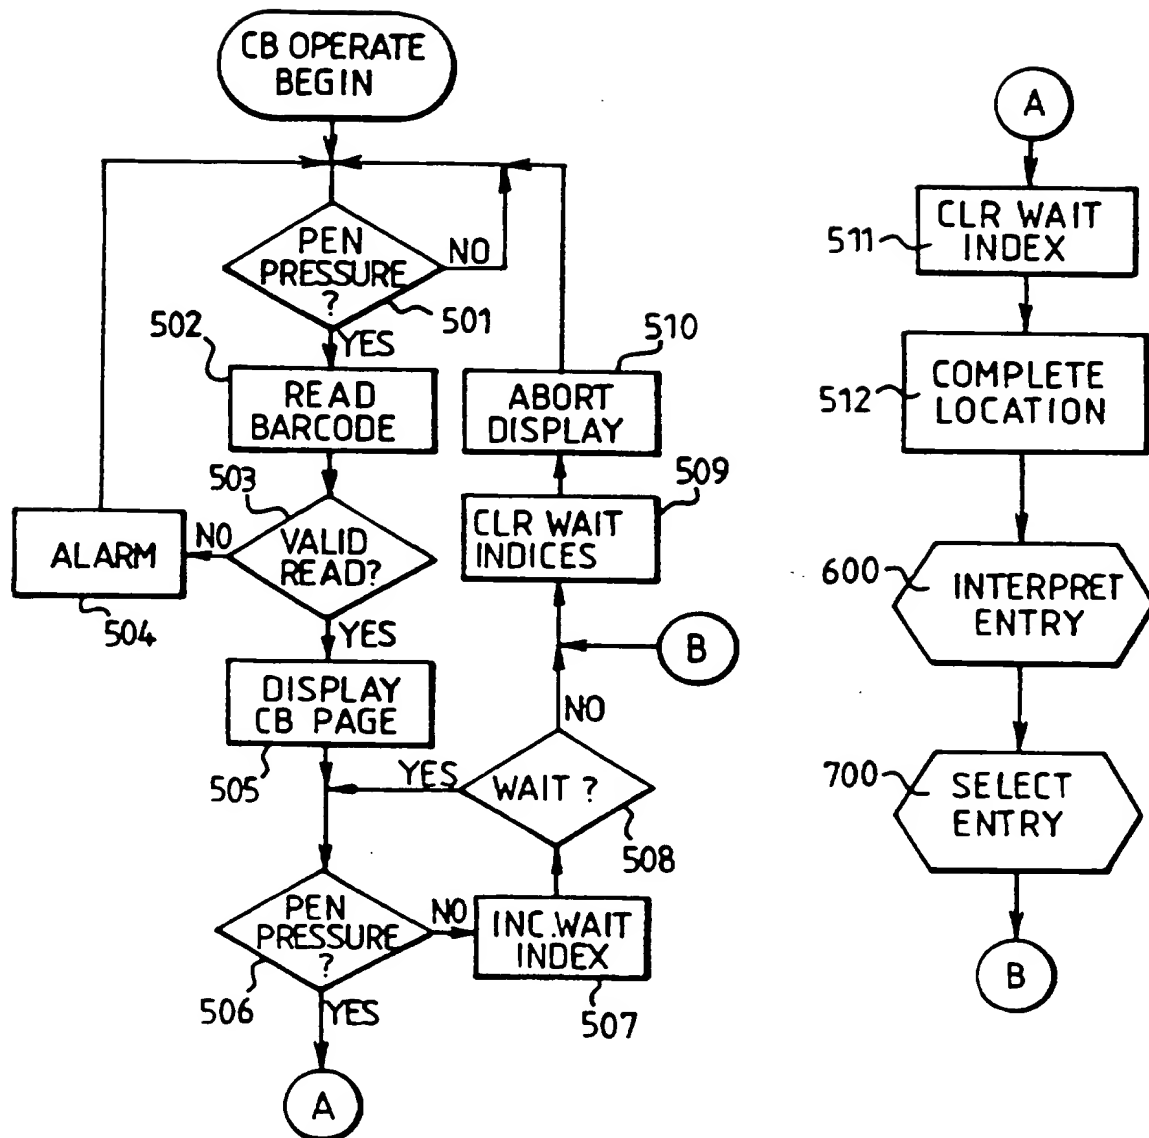 CB OPERATE
BEGIN
PEN
PRESSURE
?
NO
501
YES
502
READ
BARCODE
503
VALID
READ?
NO
ALARM
504
YES
DISPLAY
CB PAGE
505
PEN
PRESSURE
?
506
NO
YES
A
INC.WAIT
INDEX
507
WAIT ?
508
YES
NO
B
CLR WAIT
INDICES
509
ABORT
DISPLAY
510
A
CLR WAIT
INDEX
511
COMPLETE
LOCATION
512
INTERPRET
ENTRY
600
SELECT
ENTRY
700
B